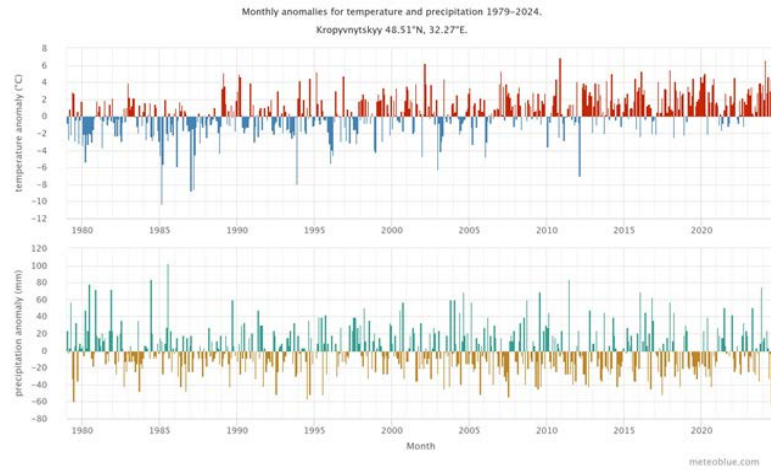 Monthly anomalies for temperature and precipitation 1979–2024.
Kropyvnytskyy 48.51°N, 32.27°E.
temperature anomaly (°C)
8
6
4
2
0
-2
-4
-6
-8
-10
-12
1980 1985 1990 1995 2000 2005 2010 2015 2020
precipitation anomaly (mm)
120
100
80
60
40
20
0
-20
-40
-60
-80
1980 1985 1990 1995 2000 2005 2010 2015 2020
Month
meteoblue.com